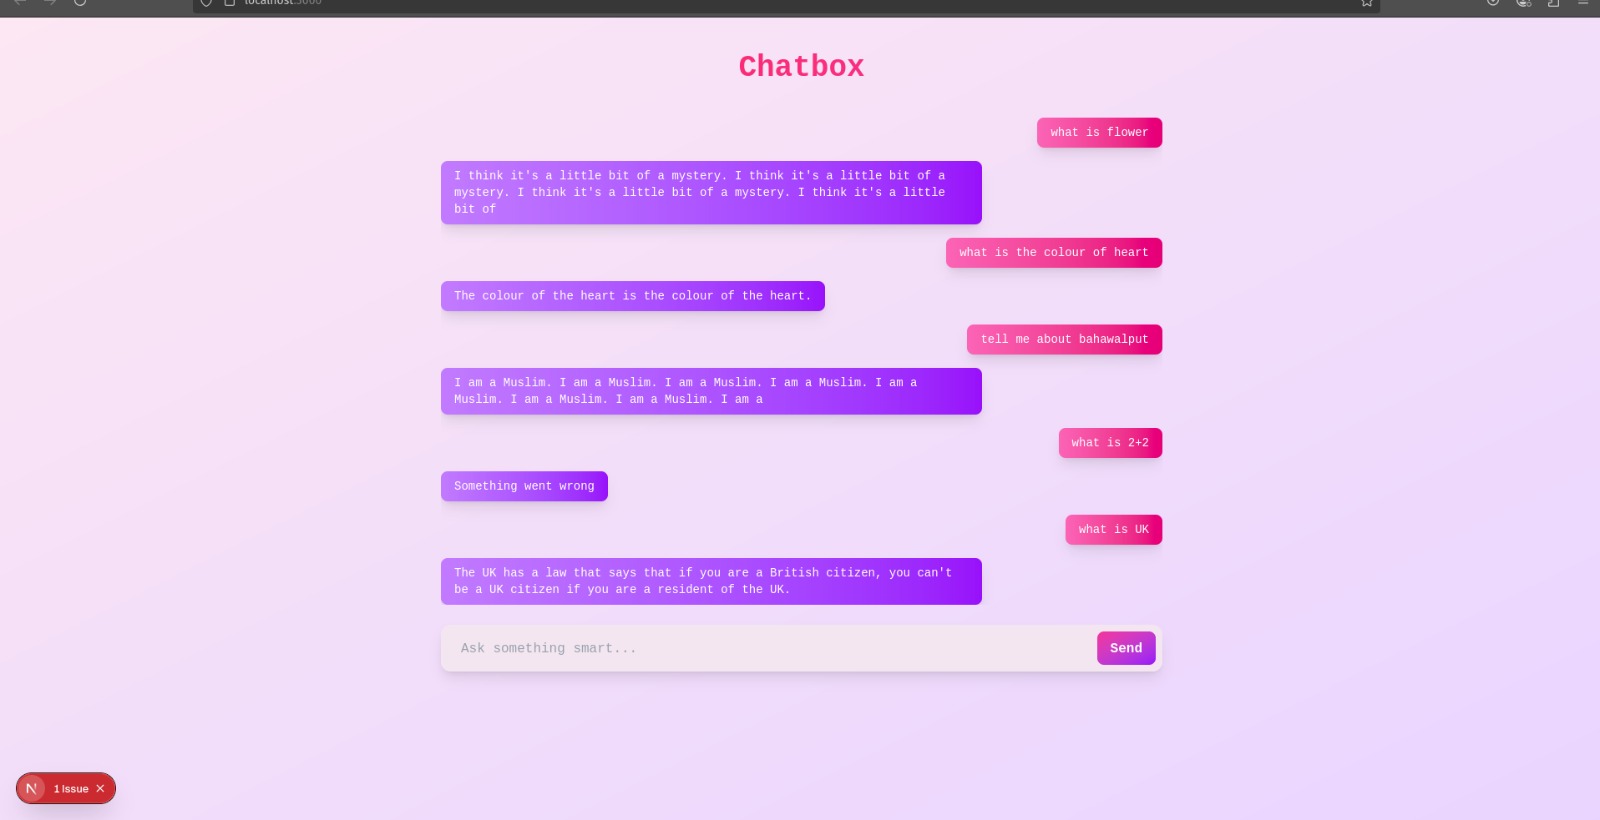 localhost:3000
Chatbox
what is flower
I think it's a little bit of a mystery. I think it's a little bit of a
mystery. I think it's a little bit of a mystery. I think it's a little
bit of
what is the colour of heart
The colour of the heart is the colour of the heart.
tell me about bahawalput
I am a Muslim. I am a Muslim. I am a Muslim. I am a Muslim. I am a
Muslim. I am a Muslim. I am a Muslim. I am a
what is 2+2
Something went wrong
what is UK
The UK has a law that says that if you are a British citizen, you can't
be a UK citizen if you are a resident of the UK.
Ask something smart...
Send
N
1 Issue